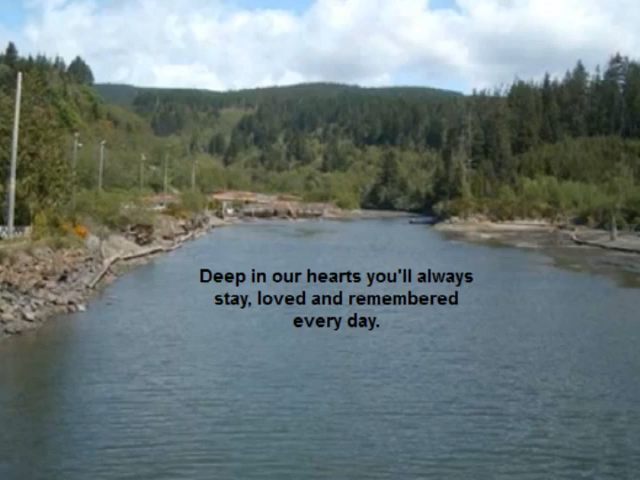 Deep in our hearts you'll always
stay, loved and remembered
every day.